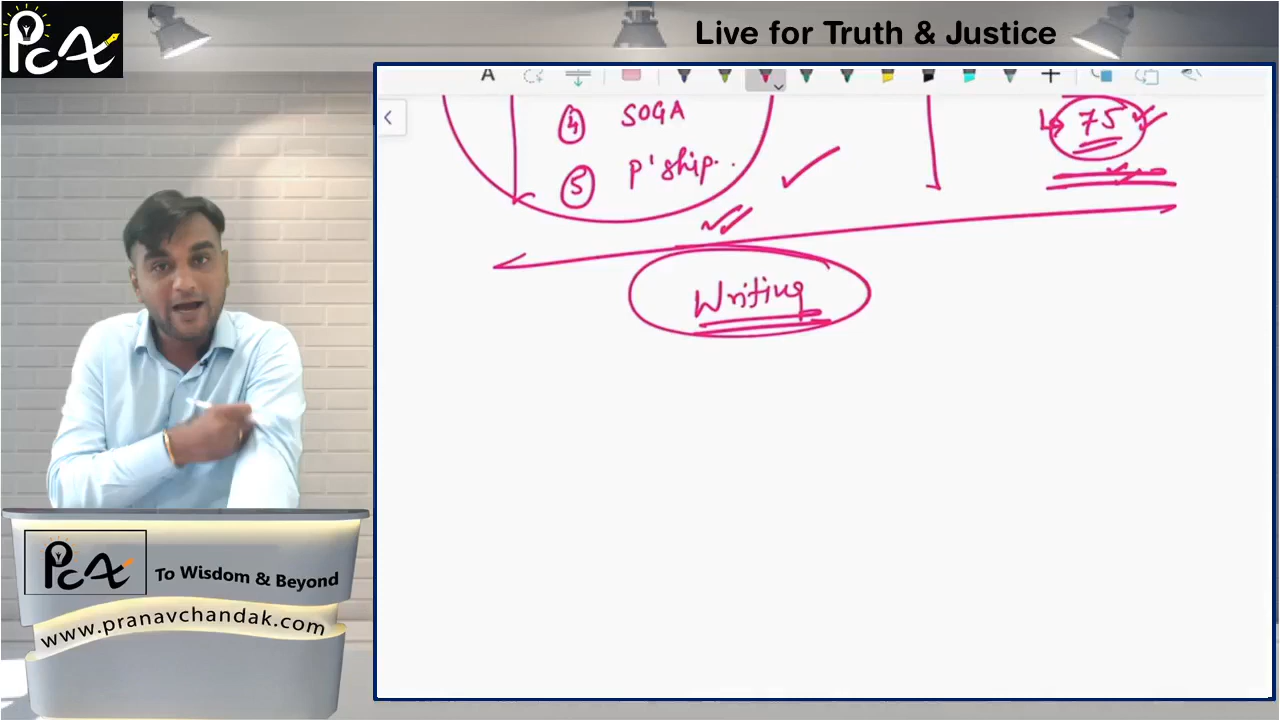 PCA
Live for Truth & Justice
A
4 SOGA
5 P'ship..
75
Writing
PCA
To Wisdom & Beyond
www.pranavchandak.com